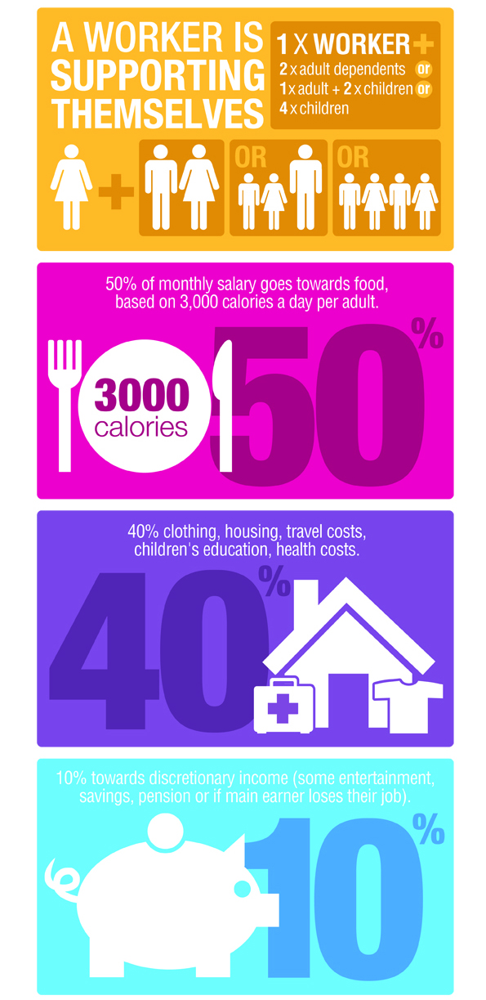 A WORKER IS
SUPPORTING
THEMSELVES
1 X WORKER +
2 x adult dependents or
1 x adult + 2 x children or
4 x children
+
OR
OR
50% of monthly salary goes towards food,
based on 3,000 calories a day per adult.
3000
calories
50%
40% clothing, housing, travel costs,
children's education, health costs.
40%
10% towards discretionary income (some entertainment,
savings, pension or if main earner loses their job).
10%